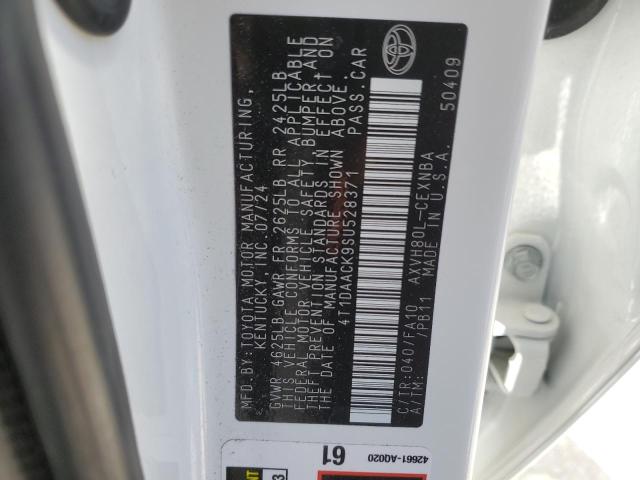 MFD.BY:TOYOTA MOTOR MANUFACTURING,
KENTUCKY, INC. 07/24
GVWR 4625LB GAWR FR 2625LB RR 2425LB
THIS VEHICLE CONFORMS TO ALL APPLICABLE
FEDERAL MOTOR VEHICLE SAFETY, BUMPER, AND
THEFT PREVENTION STANDARDS IN EFFECT ON
THE DATE OF MANUFACTURE SHOWN ABOVE.
4T1DAACK9SU528371 PASS.CAR
C/TR:040/FA10 AXVH80L-CEXNBA
A/TM: /PB11 MADE IN U.S.A. 50409
61
42661-AQ020